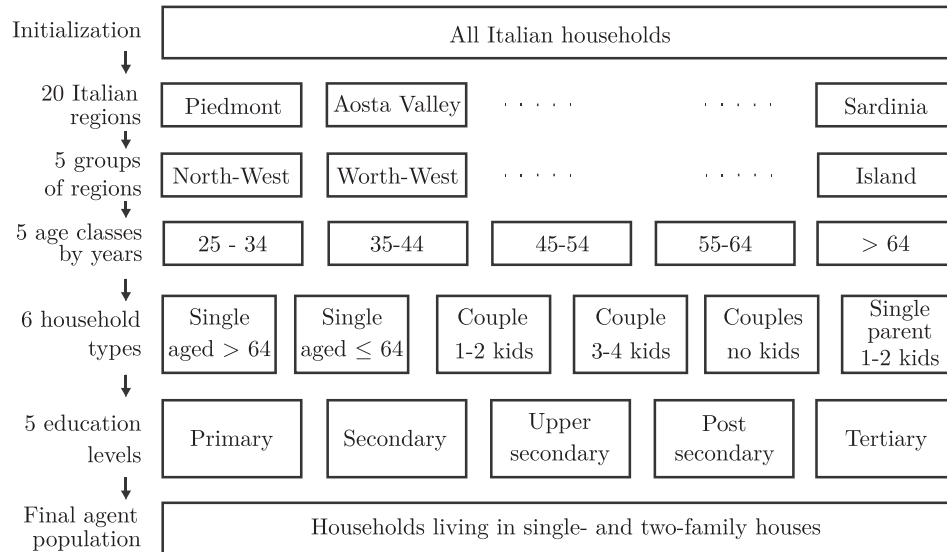 Initialization
All Italian households
20 Italian
regions
Piedmont
Aosta Valley
. . . . . .
. . . . . .
Sardinia
5 groups
of regions
North-West
Worth-West
. . . . . .
. . . . . .
Island
5 age classes
by years
25 - 34
35-44
45-54
55-64
> 64
6 household
types
Single
aged > 64
Single
aged ≤ 64
Couple
1-2 kids
Couple
3-4 kids
Couples
no kids
Single
parent
1-2 kids
5 education
levels
Primary
Secondary
Upper
secondary
Post
secondary
Tertiary
Final agent
population
Households living in single- and two-family houses